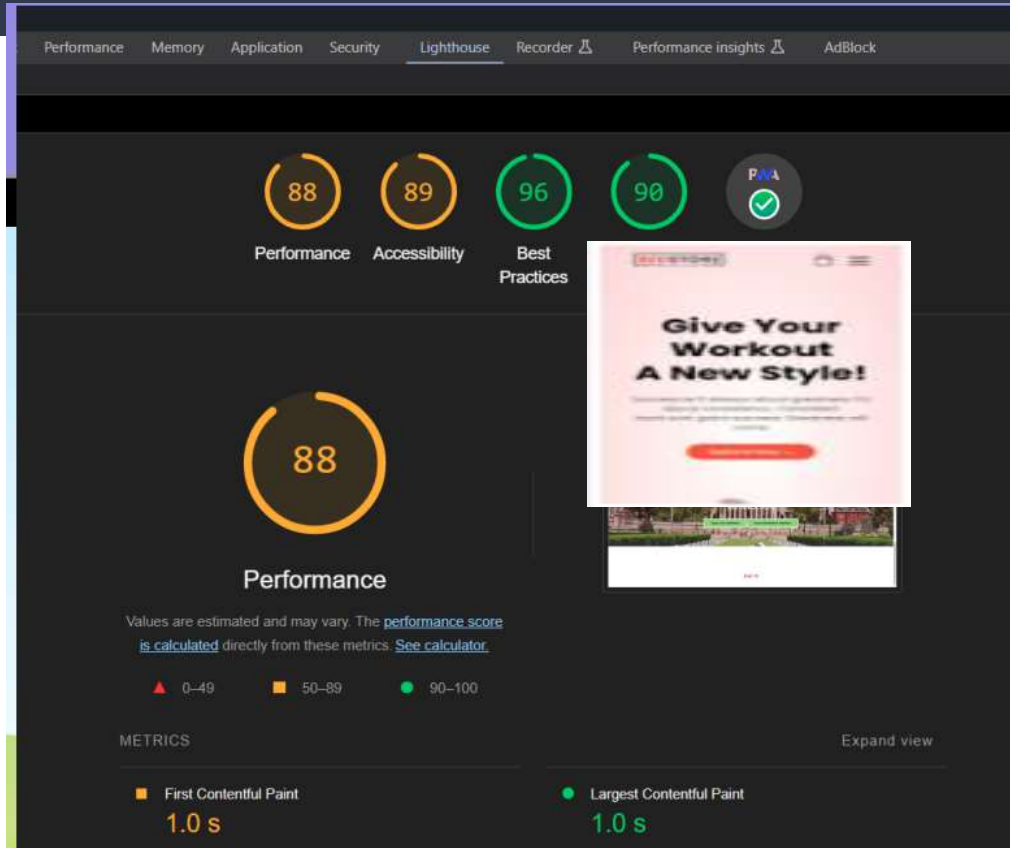 Performance Memory Application Security Lighthouse Recorder Performance insights AdBlock
88 89 96 90 PWA
Performance Accessibility Best Practices
Give Your
Workout
A New Style!
88
Performance
Values are estimated and may vary. The performance score
is calculated directly from these metrics. See calculator.
0–49 50–89 90–100
METRICS Expand view
First Contentful Paint Largest Contentful Paint
1.0 s 1.0 s